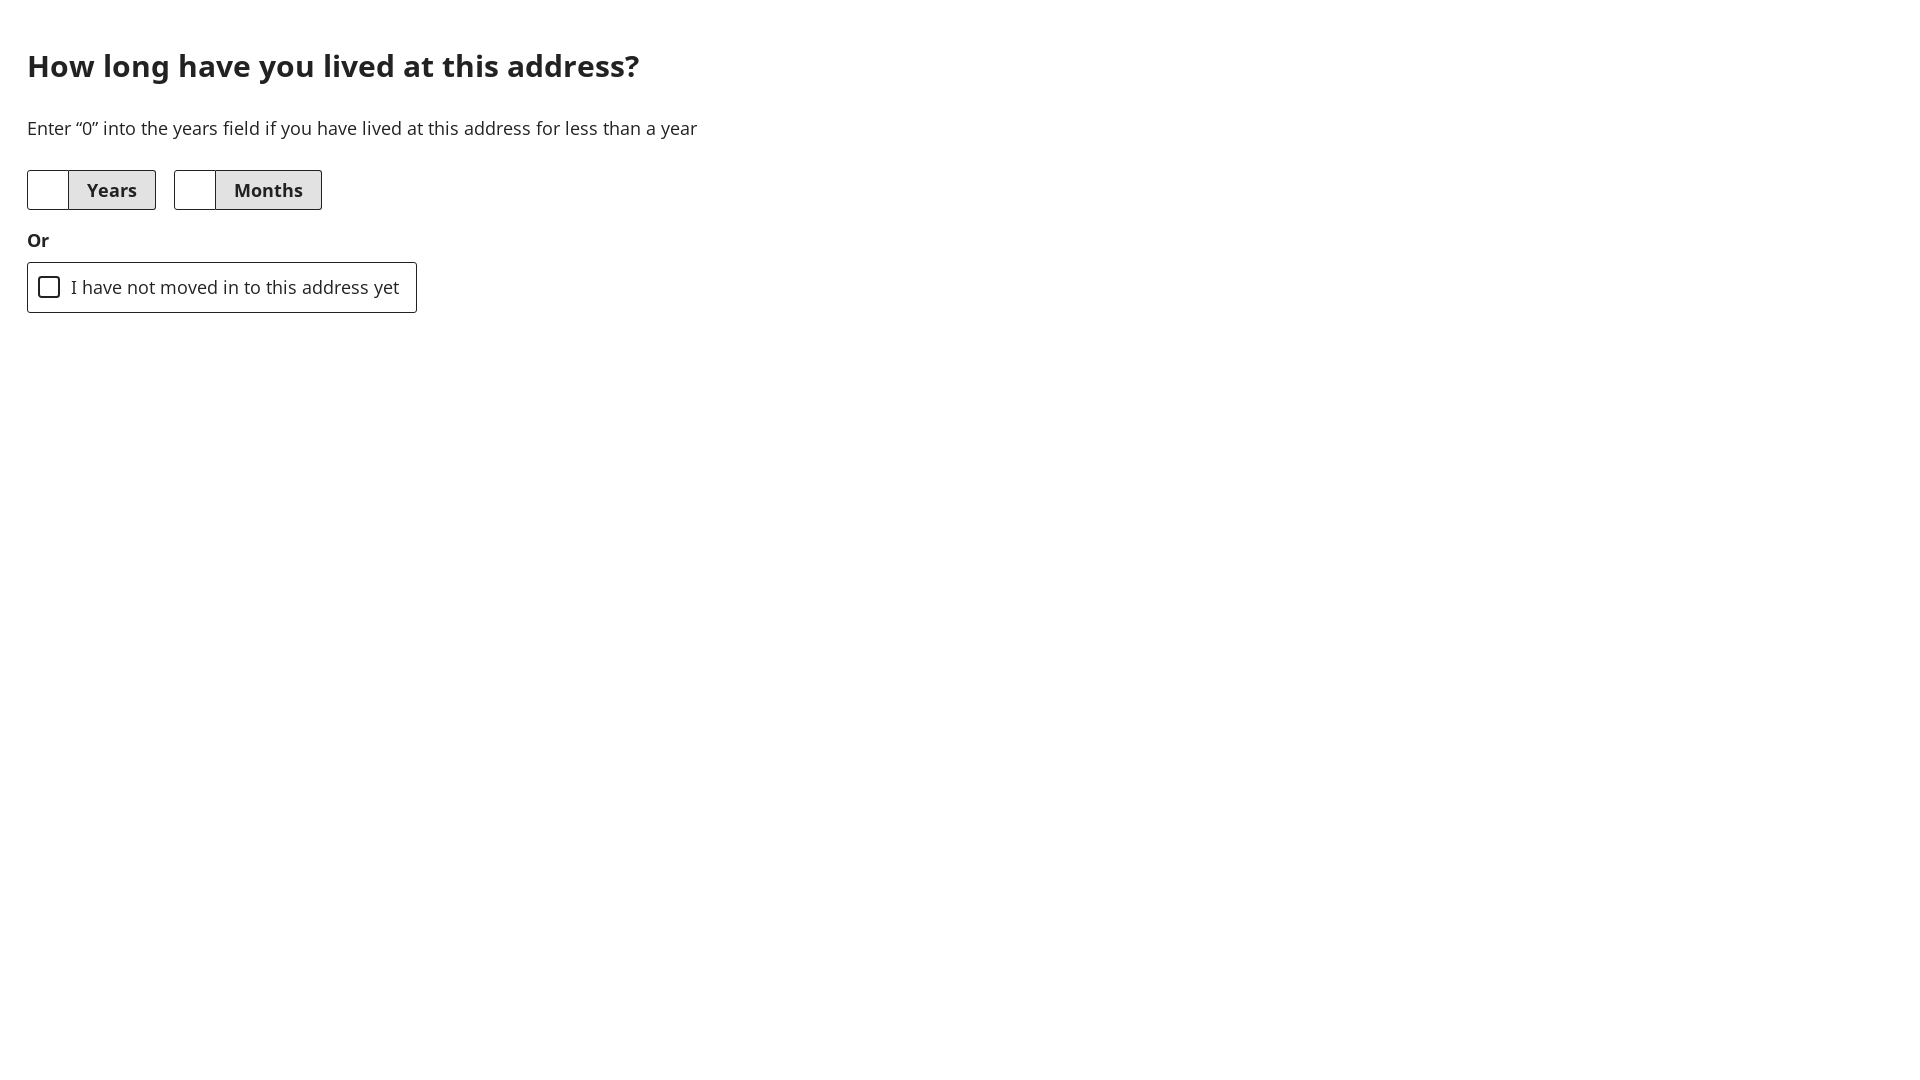 How long have you lived at this address?
Enter “0” into the years field if you have lived at this address for less than a year
Years Months
Or
I have not moved in to this address yet